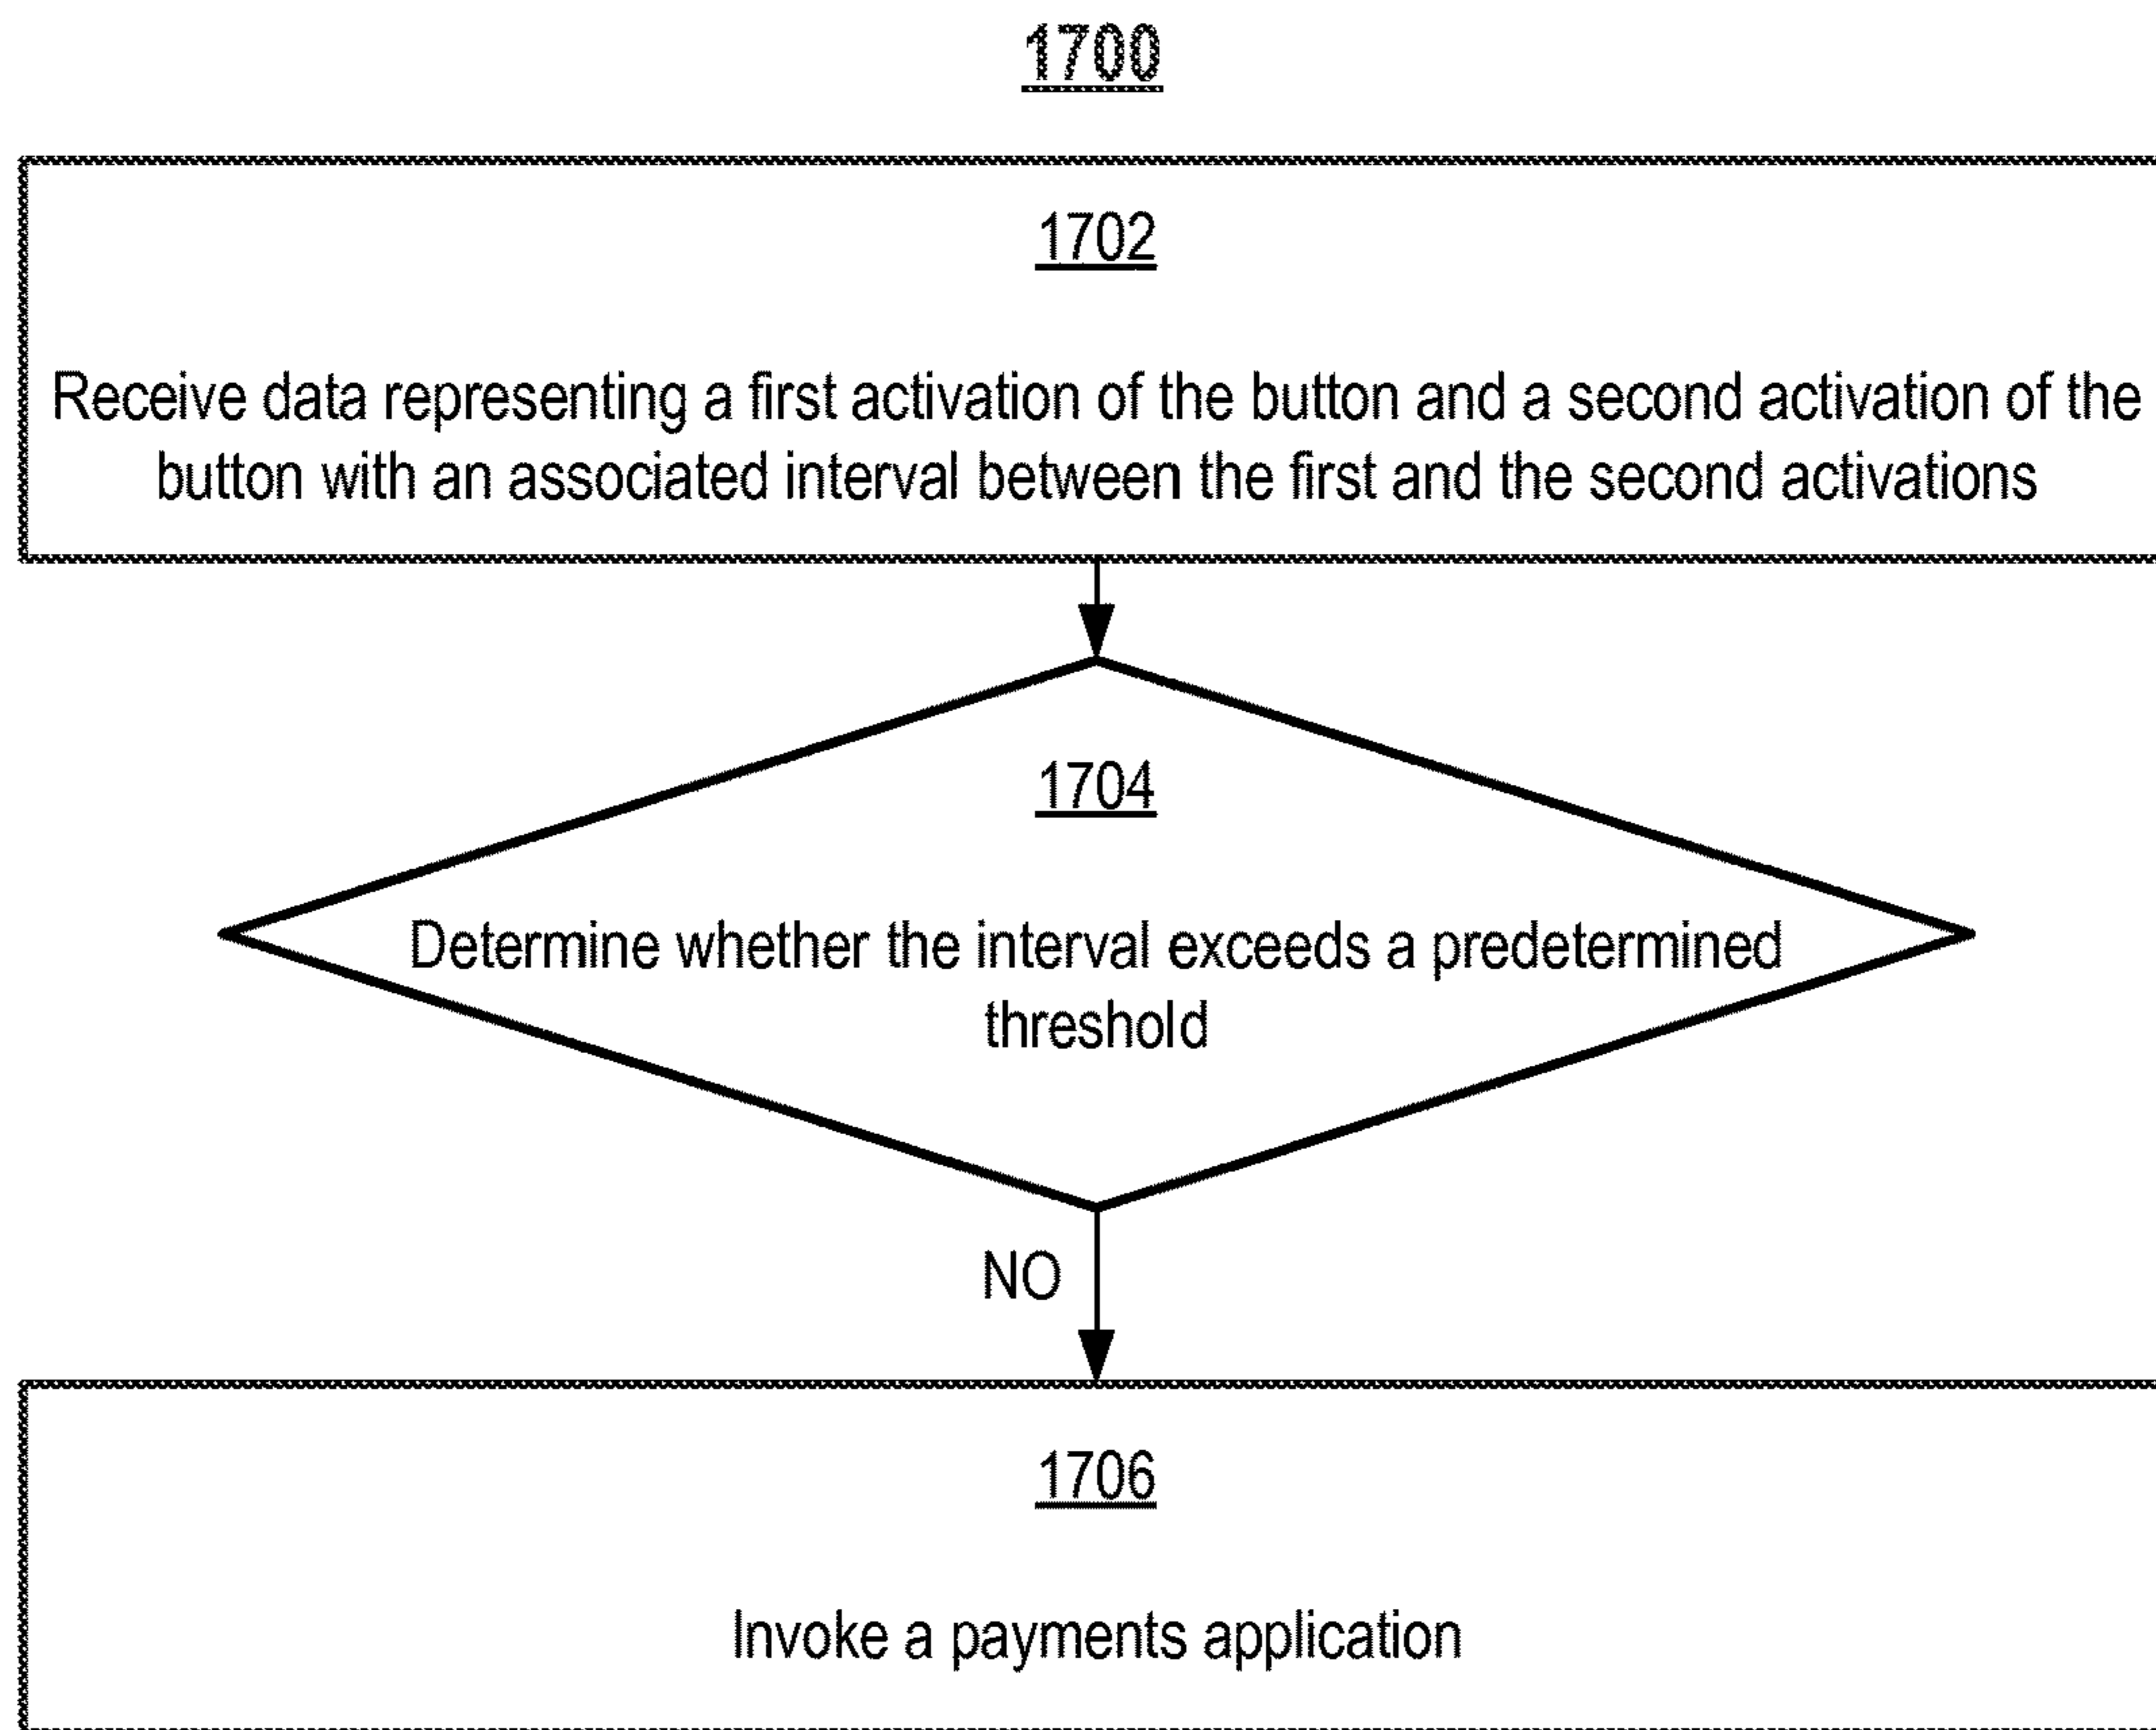 1700
1702
Receive data representing a first activation of the button and a second activation of the
button with an associated interval between the first and the second activations
1704
Determine whether the interval exceeds a predetermined
threshold
NO
1706
Invoke a payments application